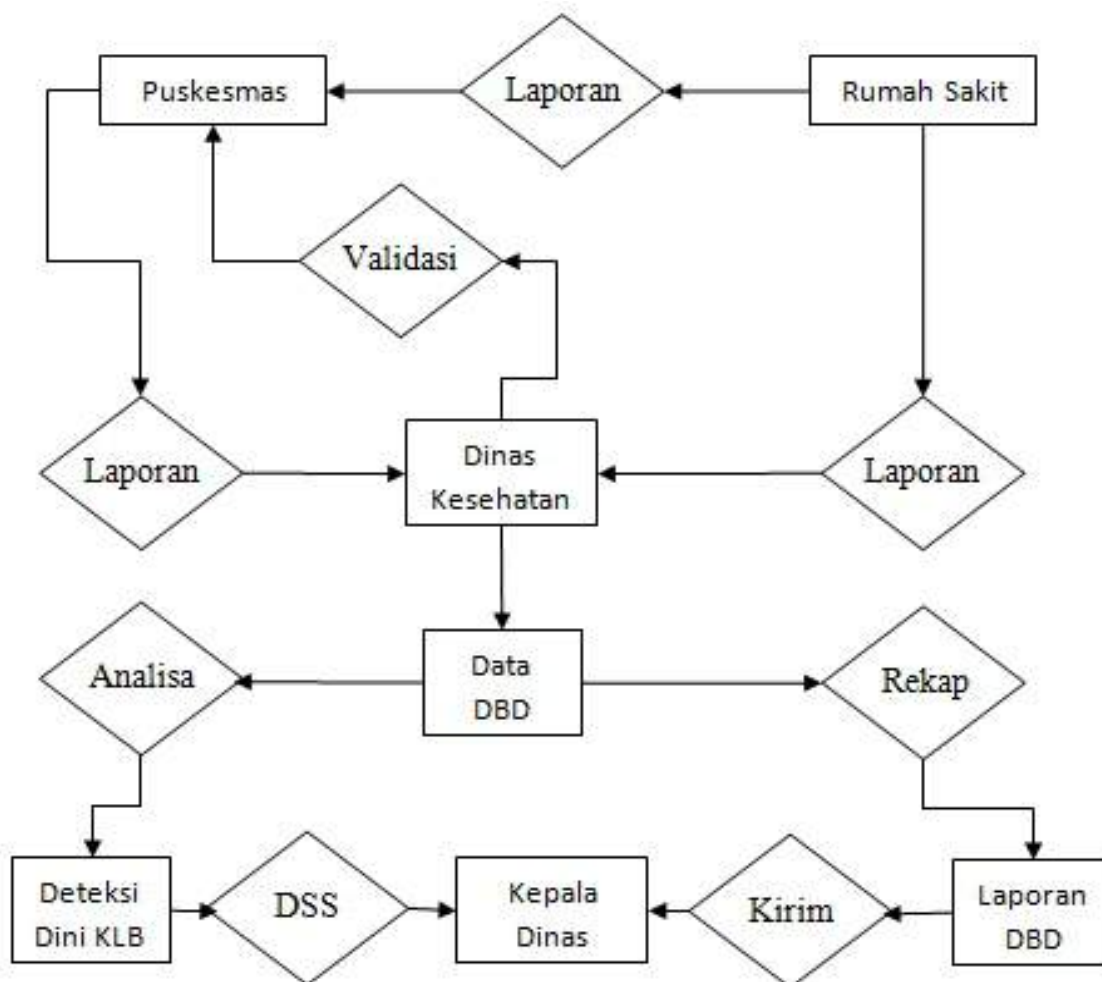 Puskesmas
Laporan
Rumah Sakit
Validasi
Laporan
Dinas
Kesehatan
Laporan
Analisa
Data
DBD
Rekap
Deteksi
Dini KLB
DSS
Kepala
Dinas
Kirim
Laporan
DBD